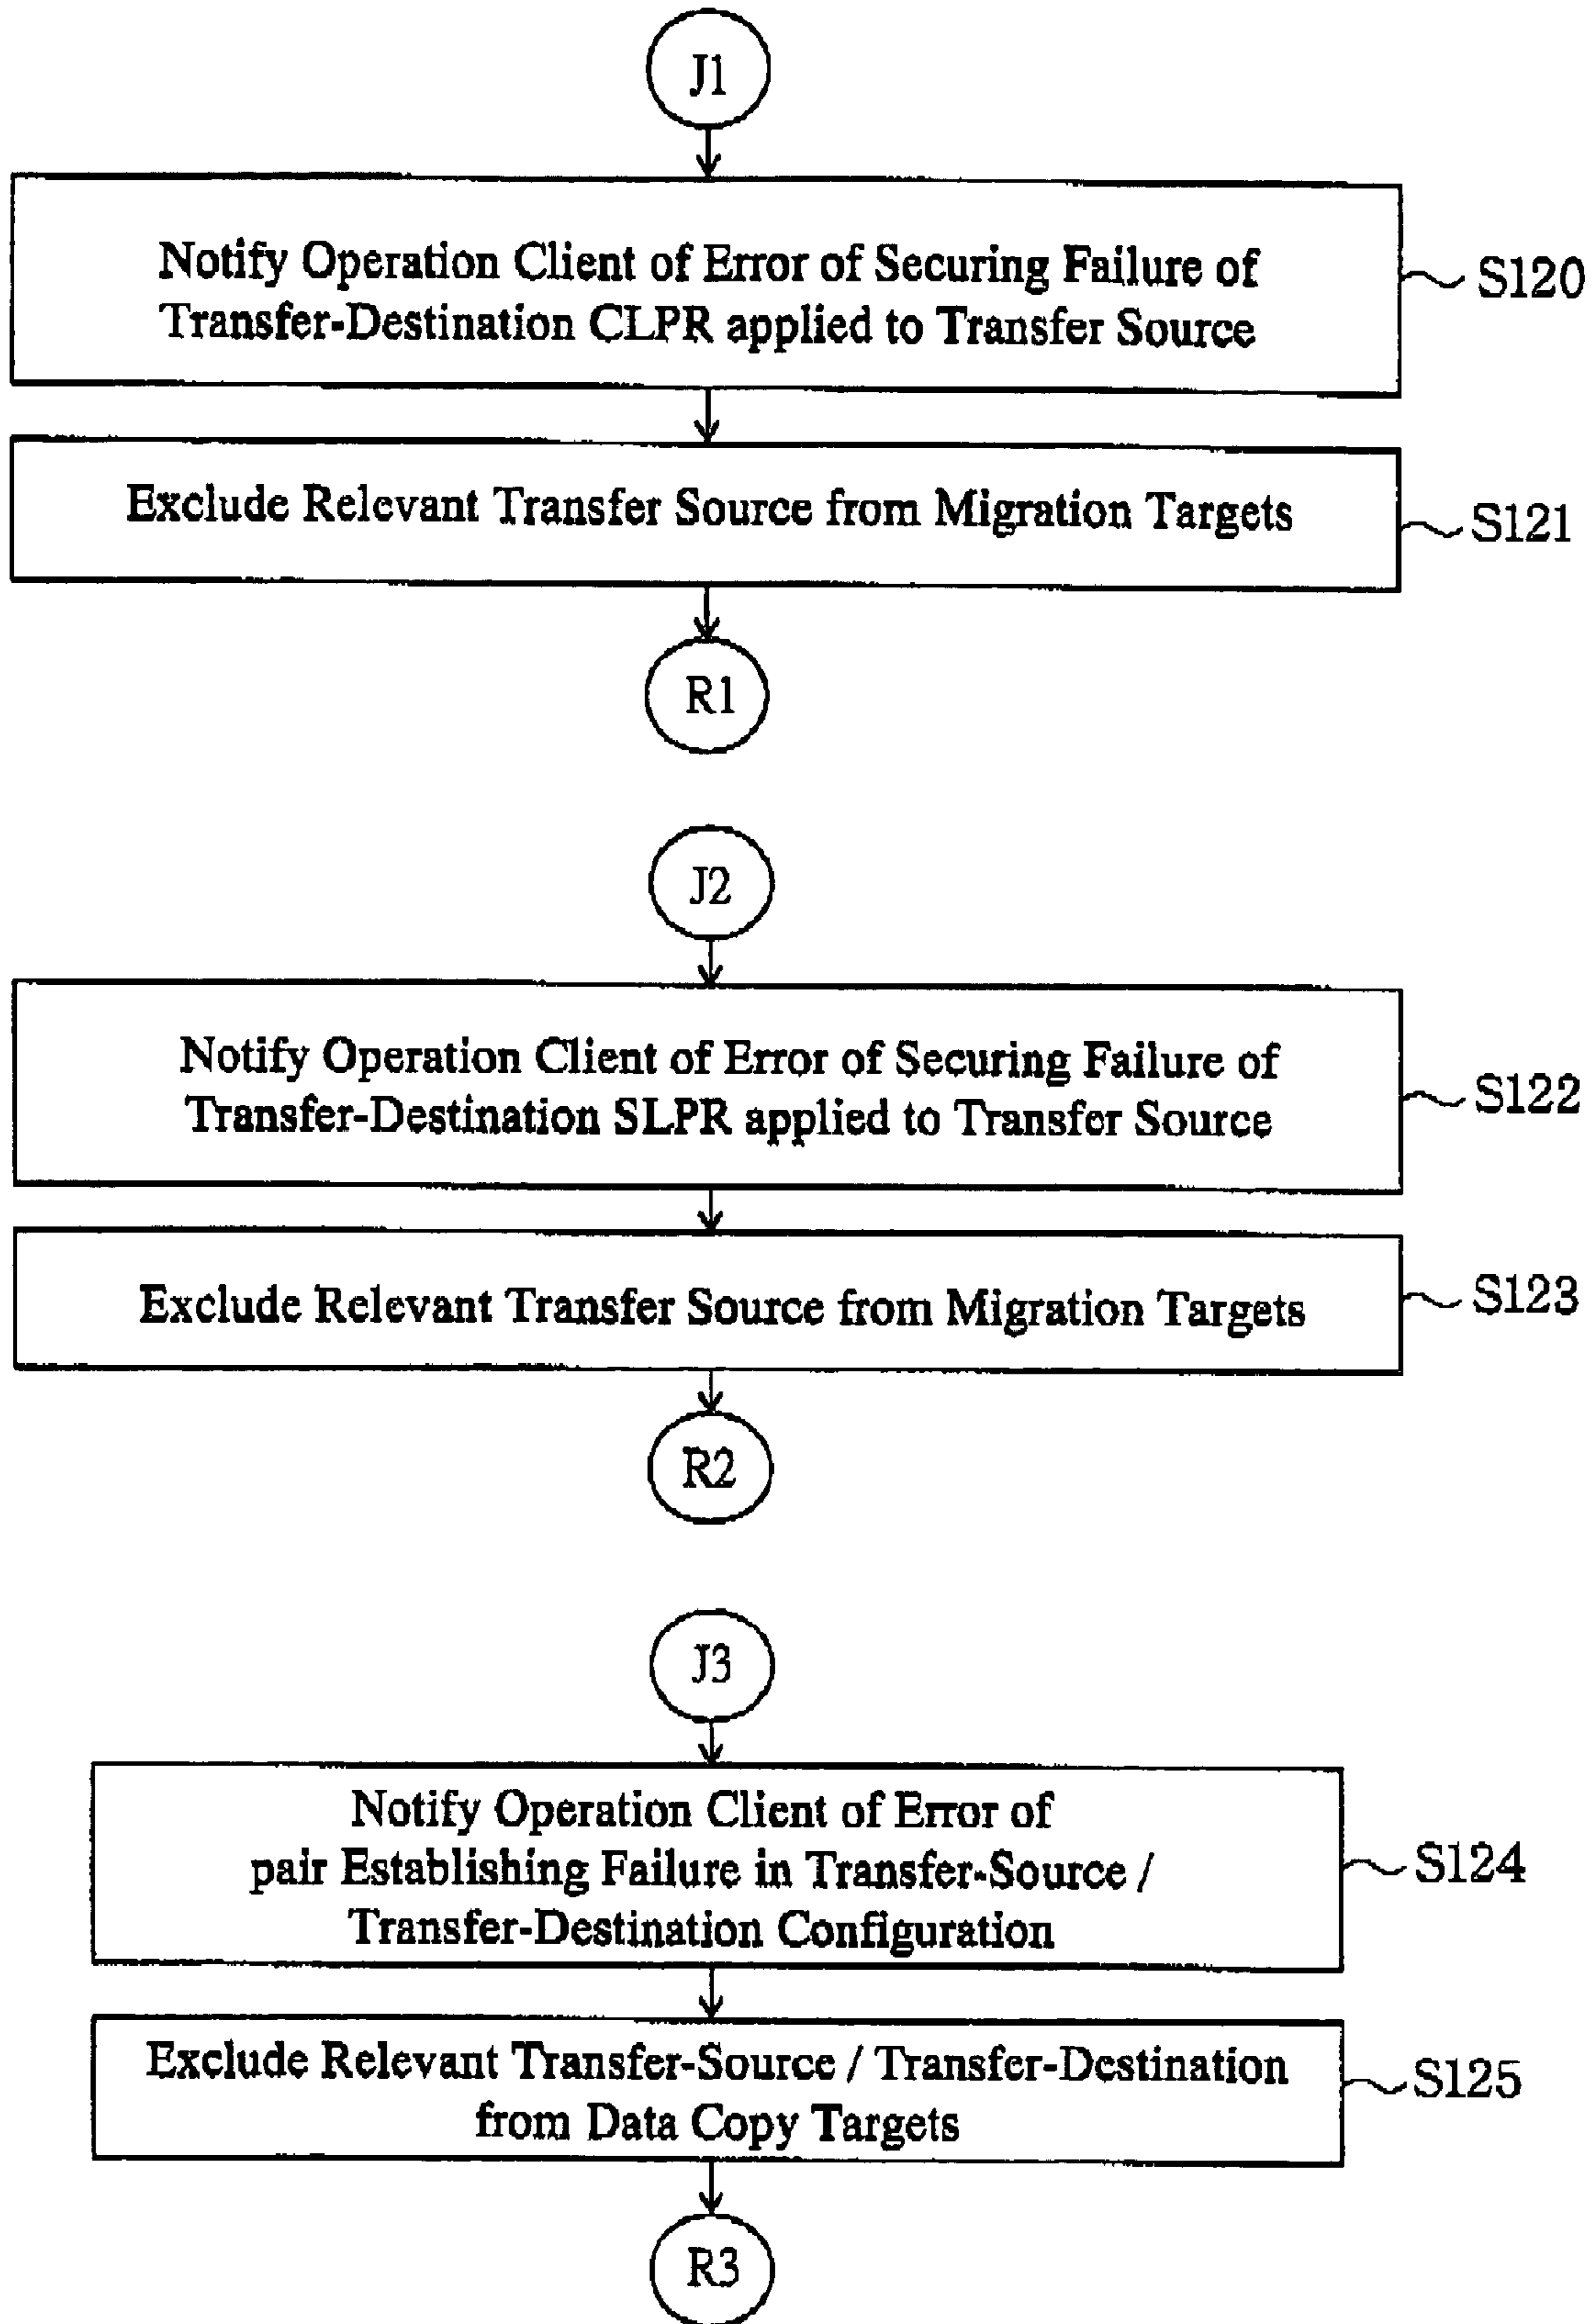 J1
Notify Operation Client of Error of Securing Failure of
Transfer-Destination CLPR applied to Transfer Source
S120
Exclude Relevant Transfer Source from Migration Targets
S121
R1
J2
Notify Operation Client of Error of Securing Failure of
Transfer-Destination SLPR applied to Transfer Source
S122
Exclude Relevant Transfer Source from Migration Targets
S123
R2
J3
Notify Operation Client of Error of
pair Establishing Failure in Transfer-Source /
Transfer-Destination Configuration
S124
Exclude Relevant Transfer-Source / Transfer-Destination
from Data Copy Targets
S125
R3